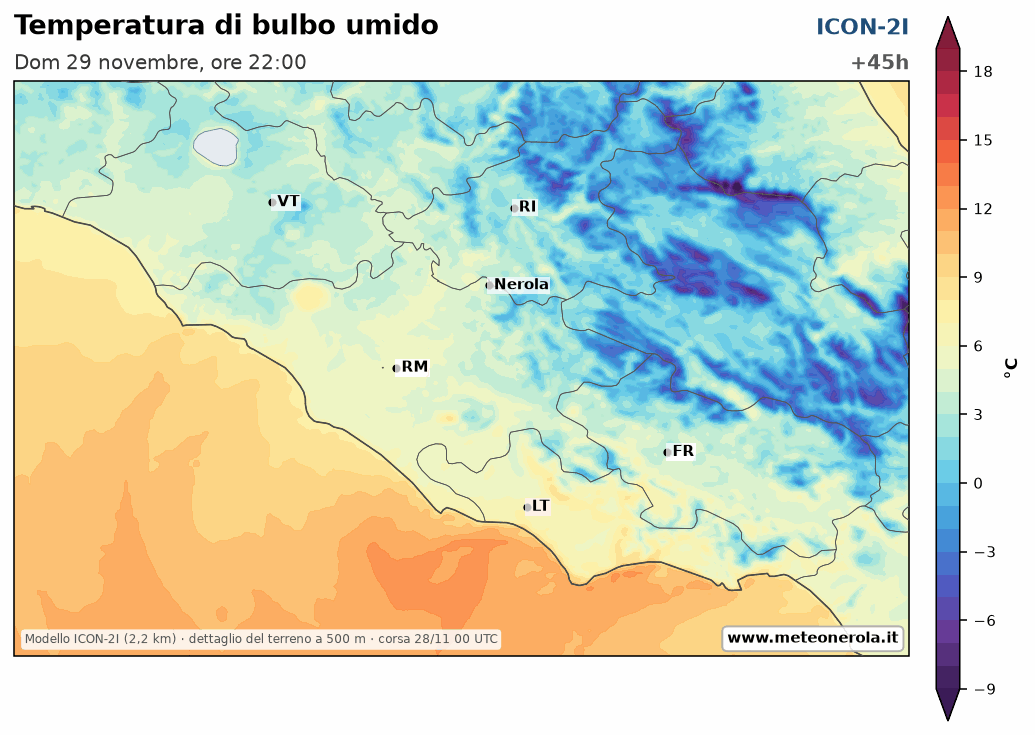 Temperatura di bulbo umido
ICON-2I
Dom 29 novembre, ore 22:00
+45h
VT
RI
Nerola
RM
FR
LT
Modello ICON-2I (2,2 km) · dettaglio del terreno a 500 m · corsa 28/11 00 UTC
www.meteonerola.it
18
15
12
9
6
3
0
−3
−6
−9
°C